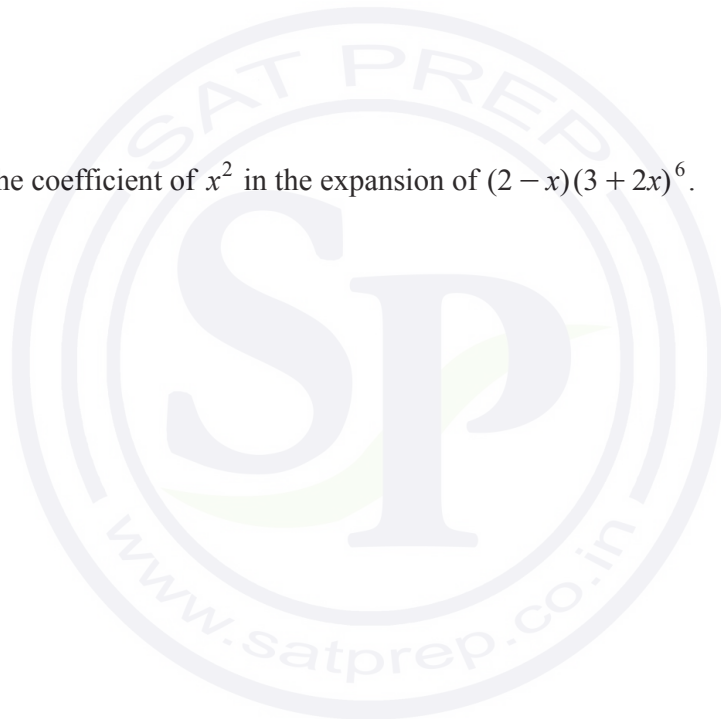 SAT PREP
he coefficient of x² in the expansion of (2 − x)(3 + 2x)⁶.
SP
www.satprep.co.in